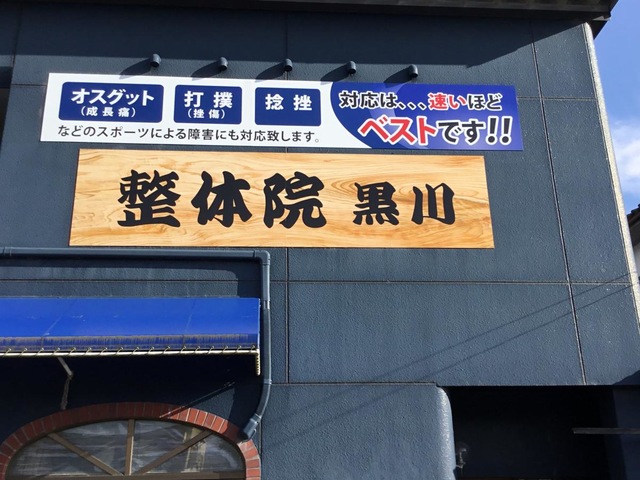 オスグット 打撲 捻挫
(成長痛) (挫傷)
などのスポーツによる障害にも対応致します。
対応は、、、速いほど
ベストです!!
整体院 黒川